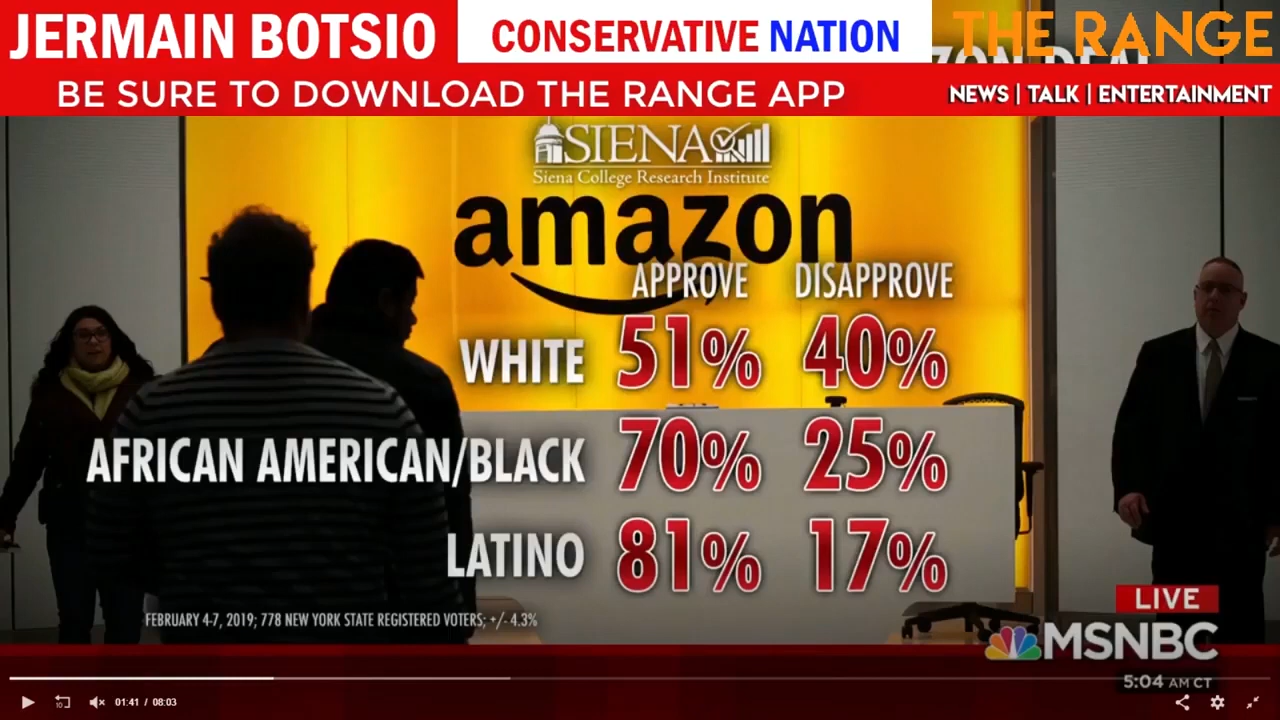 JERMAIN BOTSIO
CONSERVATIVE NATION
THE RANGE
ZON DEAL
BE SURE TO DOWNLOAD THE RANGE APP
NEWS | TALK | ENTERTAINMENT
SIENA
Siena College Research Institute
amazon
APPROVE DISAPPROVE
WHITE 51% 40%
AFRICAN AMERICAN/BLACK 70% 25%
LATINO 81% 17%
FEBRUARY 4-7, 2019; 778 NEW YORK STATE REGISTERED VOTERS; +/- 4.3%
LIVE
MSNBC
5:04 AM CT
10
01:41 / 08:03